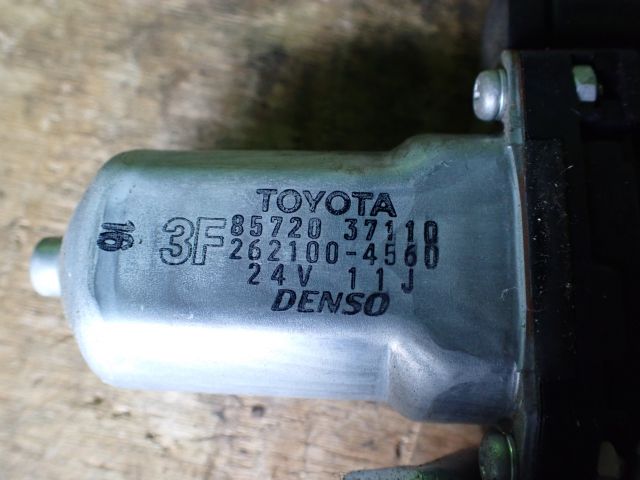 TOYOTA
3F 85720 37110
262100-4560
24V 11J
DENSO
16